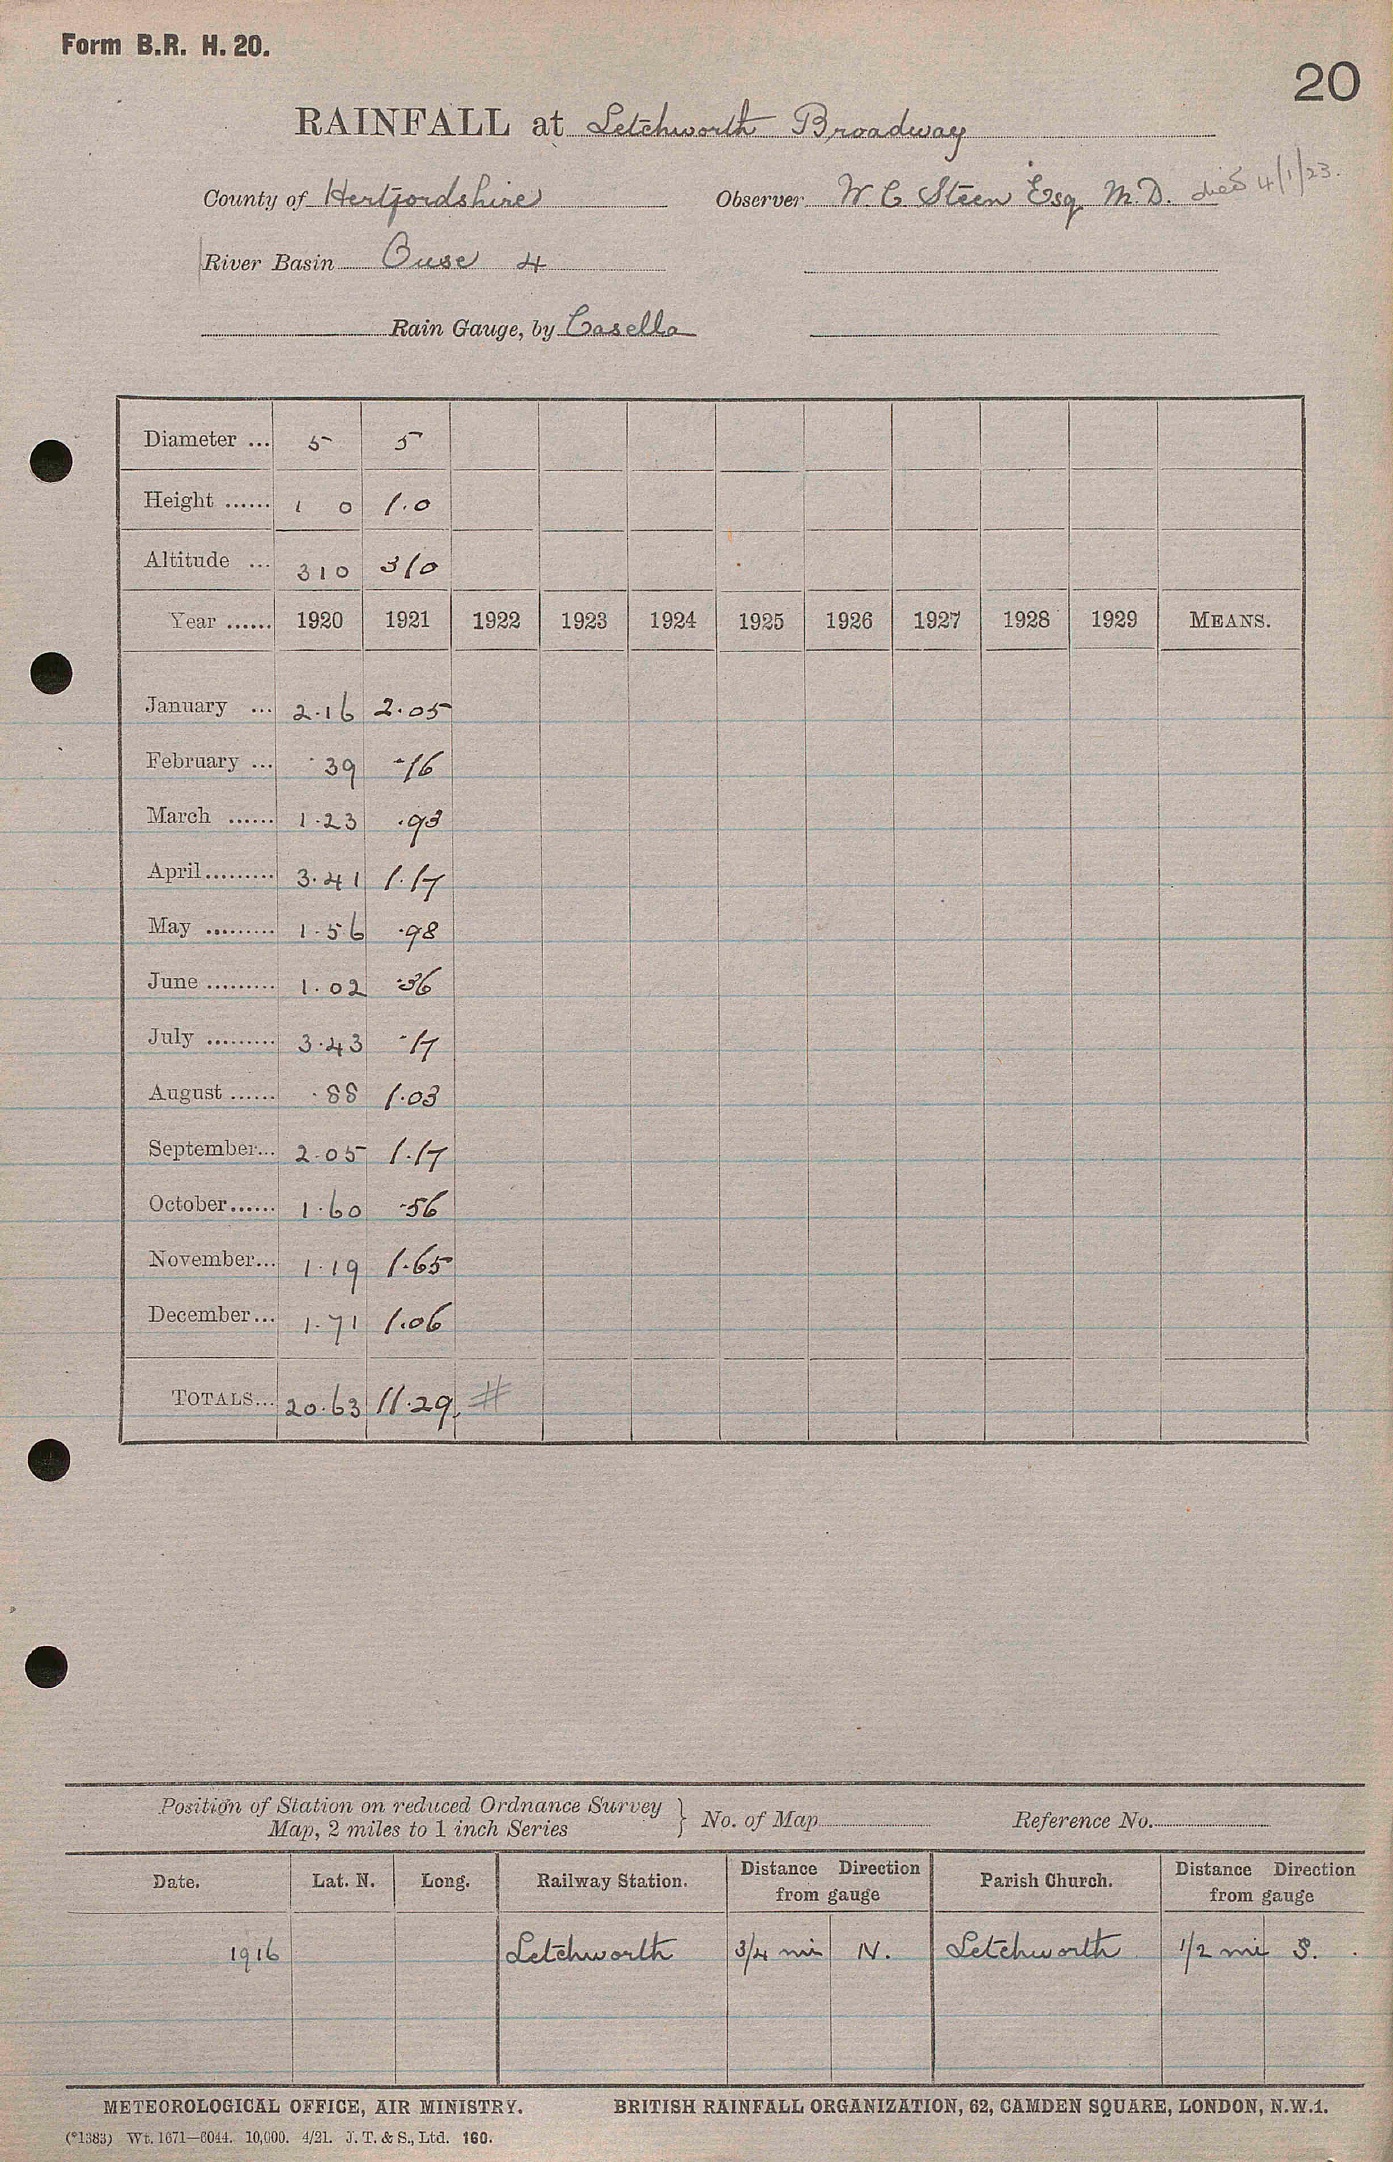 Form B.R. H. 20.
20
RAINFALL at Letchworth Broadway
County of Hertfordshire Observer W. C Steen Esq M.D. died 4/1/23.
River Basin Ouse 4
Rain Gauge, by Casella
Diameter ... 5 5
Height ...... 1 0 1.0
Altitude ... 310 310
Year ...... 1920 1921 1922 1923 1924 1925 1926 1927 1928 1929 MEANS.
January ... 2.16 2.05
February ... .39 .16
March ...... 1.23 .93
April ......... 3.41 1.17
May ......... 1.56 .98
June ......... 1.02 .36
July ......... 3.43 .17
August ...... .88 1.03
September... 2.05 1.17
October...... 1.60 .56
November... 1.19 1.65
December... 1.71 1.06
TOTALS... 20.63 11.29 #
Position of Station on reduced Ordnance Survey
Map, 2 miles to 1 inch Series } No. of Map Reference No.
Date. Lat. N. Long. Railway Station. Distance Direction from gauge Parish Church. Distance Direction from gauge
1916 Letchworth 3/4 mi N. Letchworth 1/2 mi S.
METEOROLOGICAL OFFICE, AIR MINISTRY. BRITISH RAINFALL ORGANIZATION, 62, CAMDEN SQUARE, LONDON, N.W.1.
(*1383) Wt. 1671—6044. 10,000. 4/21. J. T. & S., Ltd. 160.